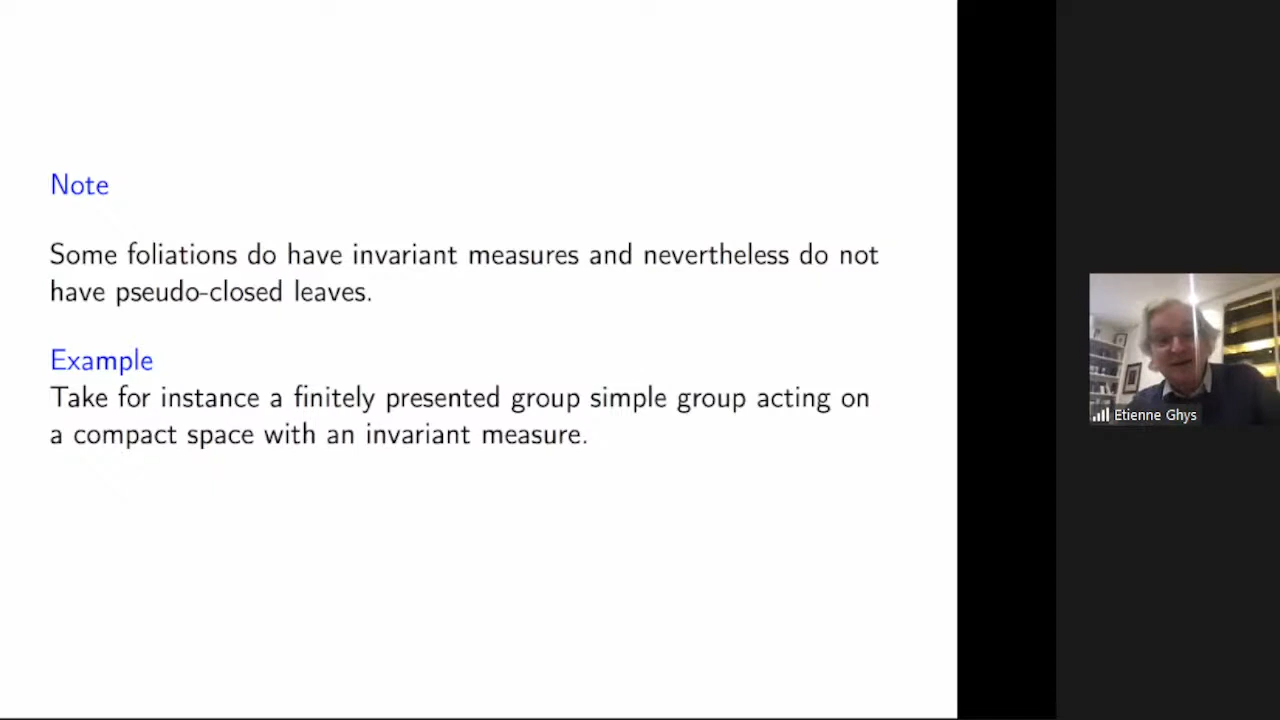 Note
Some foliations do have invariant measures and nevertheless do not
have pseudo-closed leaves.
Example
Take for instance a finitely presented group simple group acting on
a compact space with an invariant measure.
Etienne Ghys